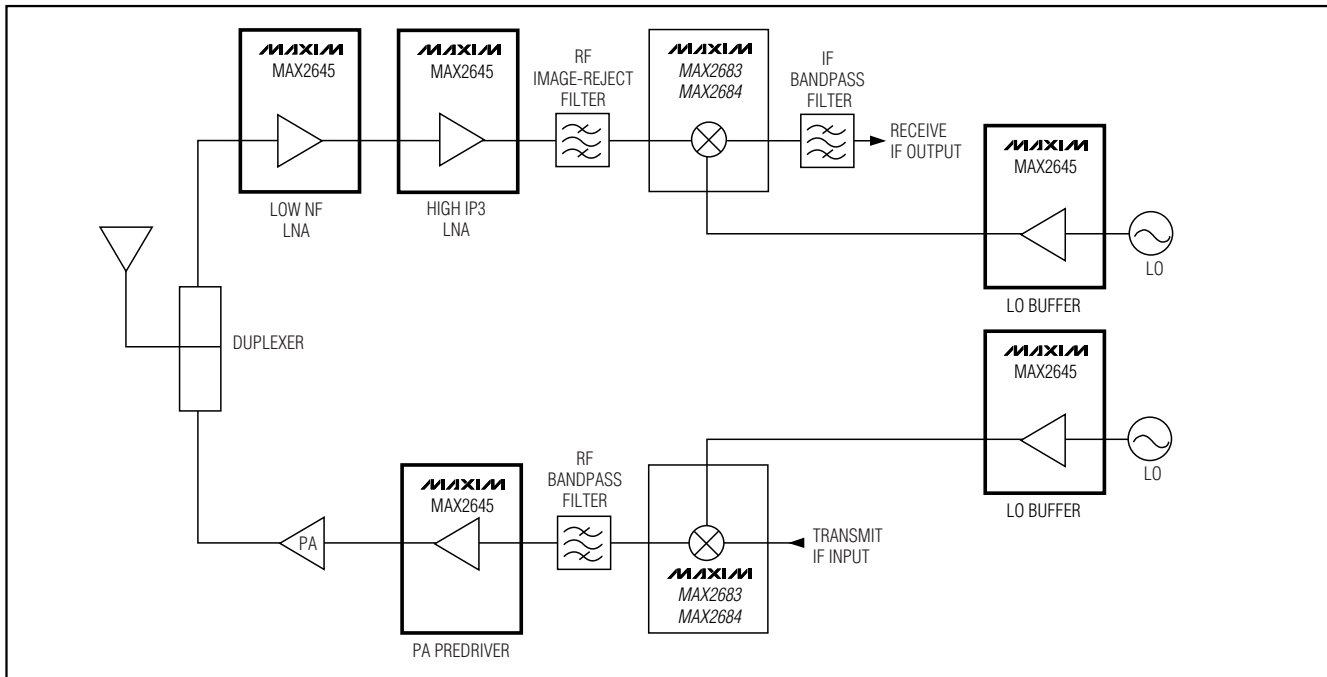 MAXIM
MAX2645
LOW NF
LNA
MAXIM
MAX2645
HIGH IP3
LNA
RF
IMAGE-REJECT
FILTER
MAXIM
MAX2683
MAX2684
IF
BANDPASS
FILTER
RECEIVE
IF OUTPUT
MAXIM
MAX2645
LO BUFFER
LO
DUPLEXER
MAXIM
MAX2645
LO BUFFER
LO
PA
MAXIM
MAX2645
PA PREDRIVER
RF
BANDPASS
FILTER
MAXIM
MAX2683
MAX2684
TRANSMIT
IF INPUT